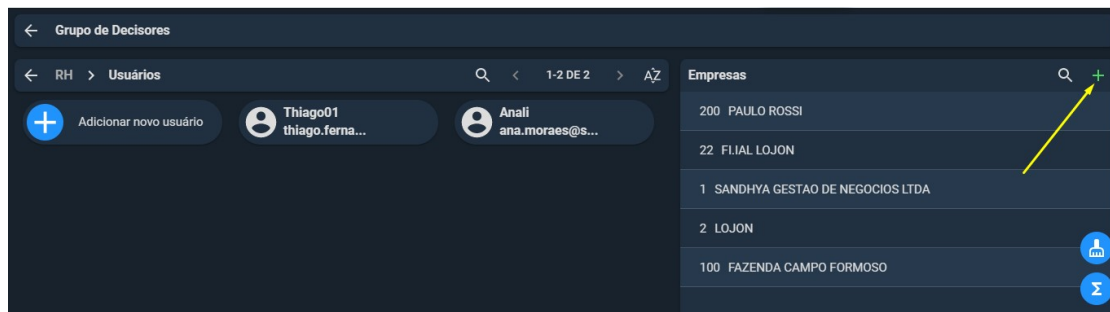 Grupo de Decisores
RH > Usuários
1-2 DE 2
AZ
Adicionar novo usuário
Thiago01
thiago.ferna...
Anali
ana.moraes@s...
Empresas
200 PAULO ROSSI
22 FI.IAL LOJON
1 SANDHYA GESTAO DE NEGOCIOS LTDA
2 LOJON
100 FAZENDA CAMPO FORMOSO
Σ